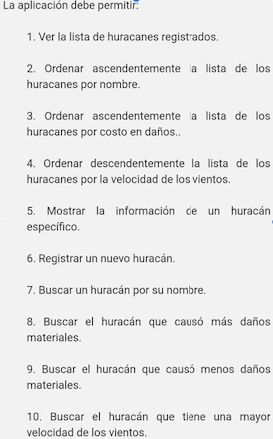 La aplicación debe permitir:
1. Ver la lista de huracanes registrados.
2. Ordenar ascendentemente la lista de los
huracanes por nombre.
3. Ordenar ascendentemente la lista de los
huracanes por costo en daños..
4. Ordenar descendentemente la lista de los
huracanes por la velocidad de los vientos.
5. Mostrar la información de un huracán
específico.
6. Registrar un nuevo huracán.
7. Buscar un huracán por su nombre.
8. Buscar el huracán que causó más daños
materiales.
9. Buscar el huracán que causó menos daños
materiales.
10. Buscar el huracán que tiene una mayor
velocidad de los vientos.